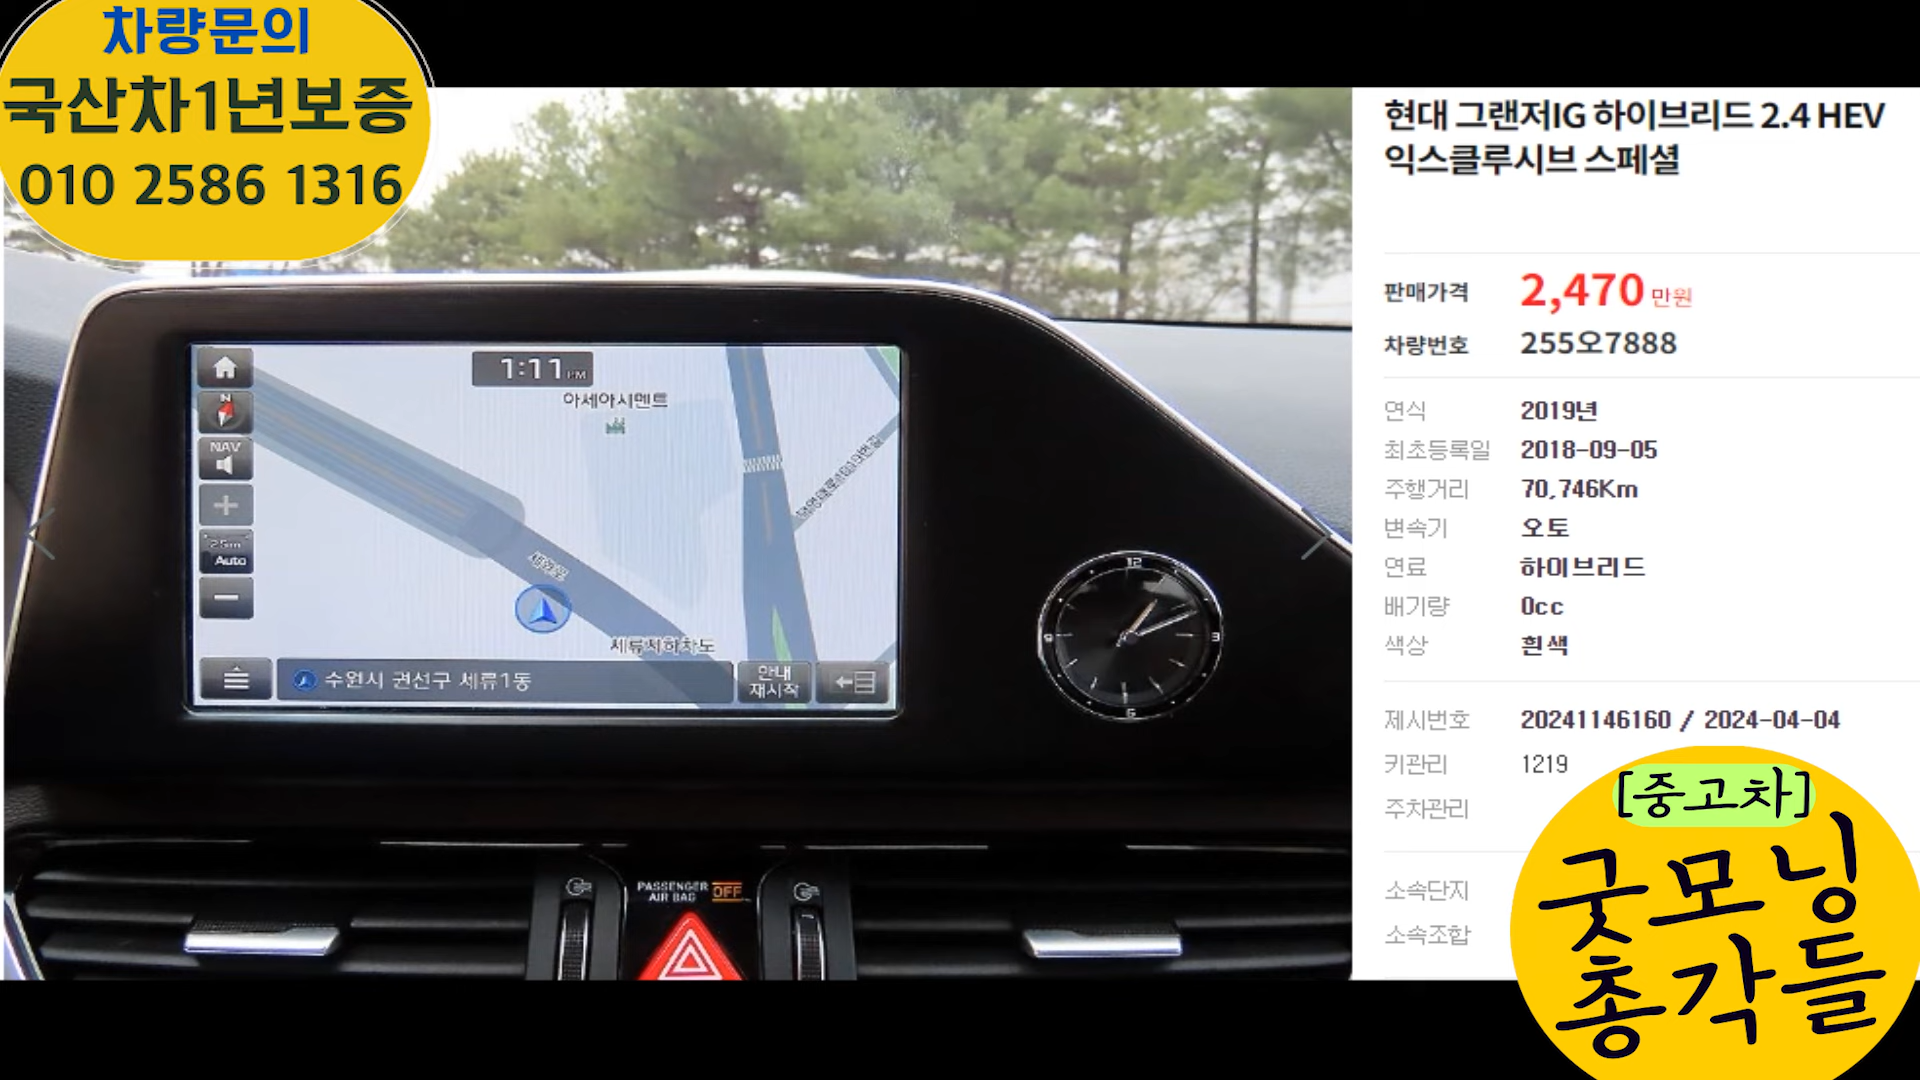 차량문의
국산차1년보증
010 2586 1316
현대 그랜저IG 하이브리드 2.4 HEV
익스클루시브 스페셜
판매가격 2,470 만원
차량번호 255오7888
연식 2019년
최초등록일 2018-09-05
주행거리 70,746Km
변속기 오토
연료 하이브리드
배기량 0cc
색상 흰색
제시번호 20241146160 / 2024-04-04
키관리 1219
주차관리
소속단지
소속조합
[중고차]
굿모닝
총각들
1:11 PM
아세아시멘트
N
NAV
25m
Auto
세류지하차도
수원시 권선구 세류1동
안내
재시작
12
3
6
9
PASSENGER
AIR BAG OFF